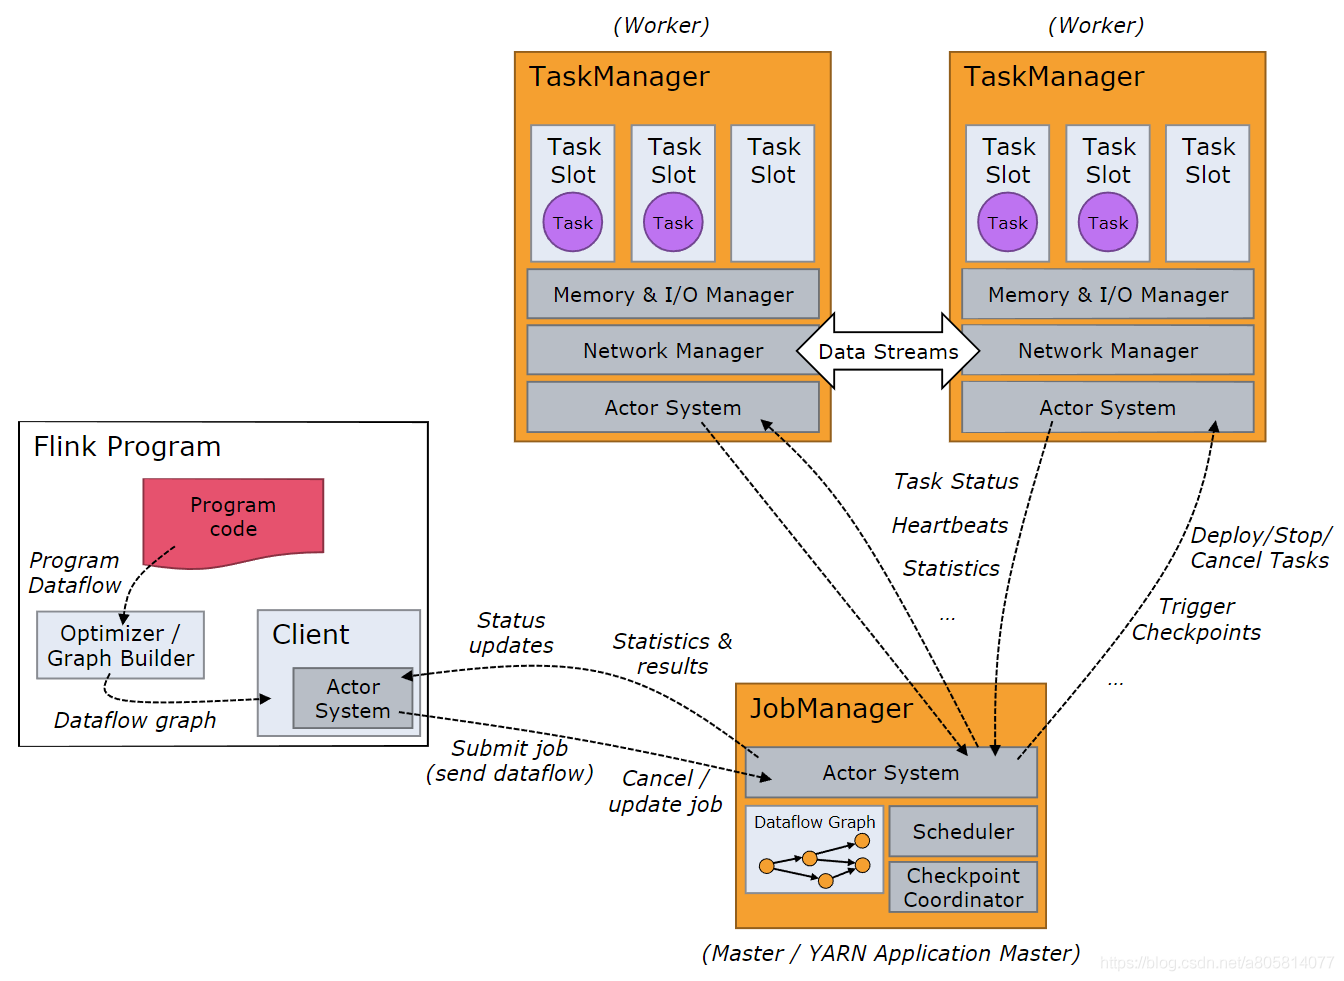 (Worker)
(Worker)
TaskManager
Task
Slot
Task
Task
Slot
Task
Task
Slot
Memory & I/O Manager
Network Manager
Actor System
TaskManager
Task
Slot
Task
Task
Slot
Task
Task
Slot
Memory & I/O Manager
Network Manager
Actor System
Data Streams
Flink Program
Program
code
Program
Dataflow
Optimizer /
Graph Builder
Dataflow graph
Client
Actor
System
Status
updates
Statistics &
results
Submit job
(send dataflow)
Cancel /
update job
Task Status
Heartbeats
Statistics
...
Deploy/Stop/
Cancel Tasks
Trigger
Checkpoints
...
JobManager
Actor System
Dataflow Graph
Scheduler
Checkpoint
Coordinator
(Master / YARN Application Master)
https://blog.csdn.net/a805814077